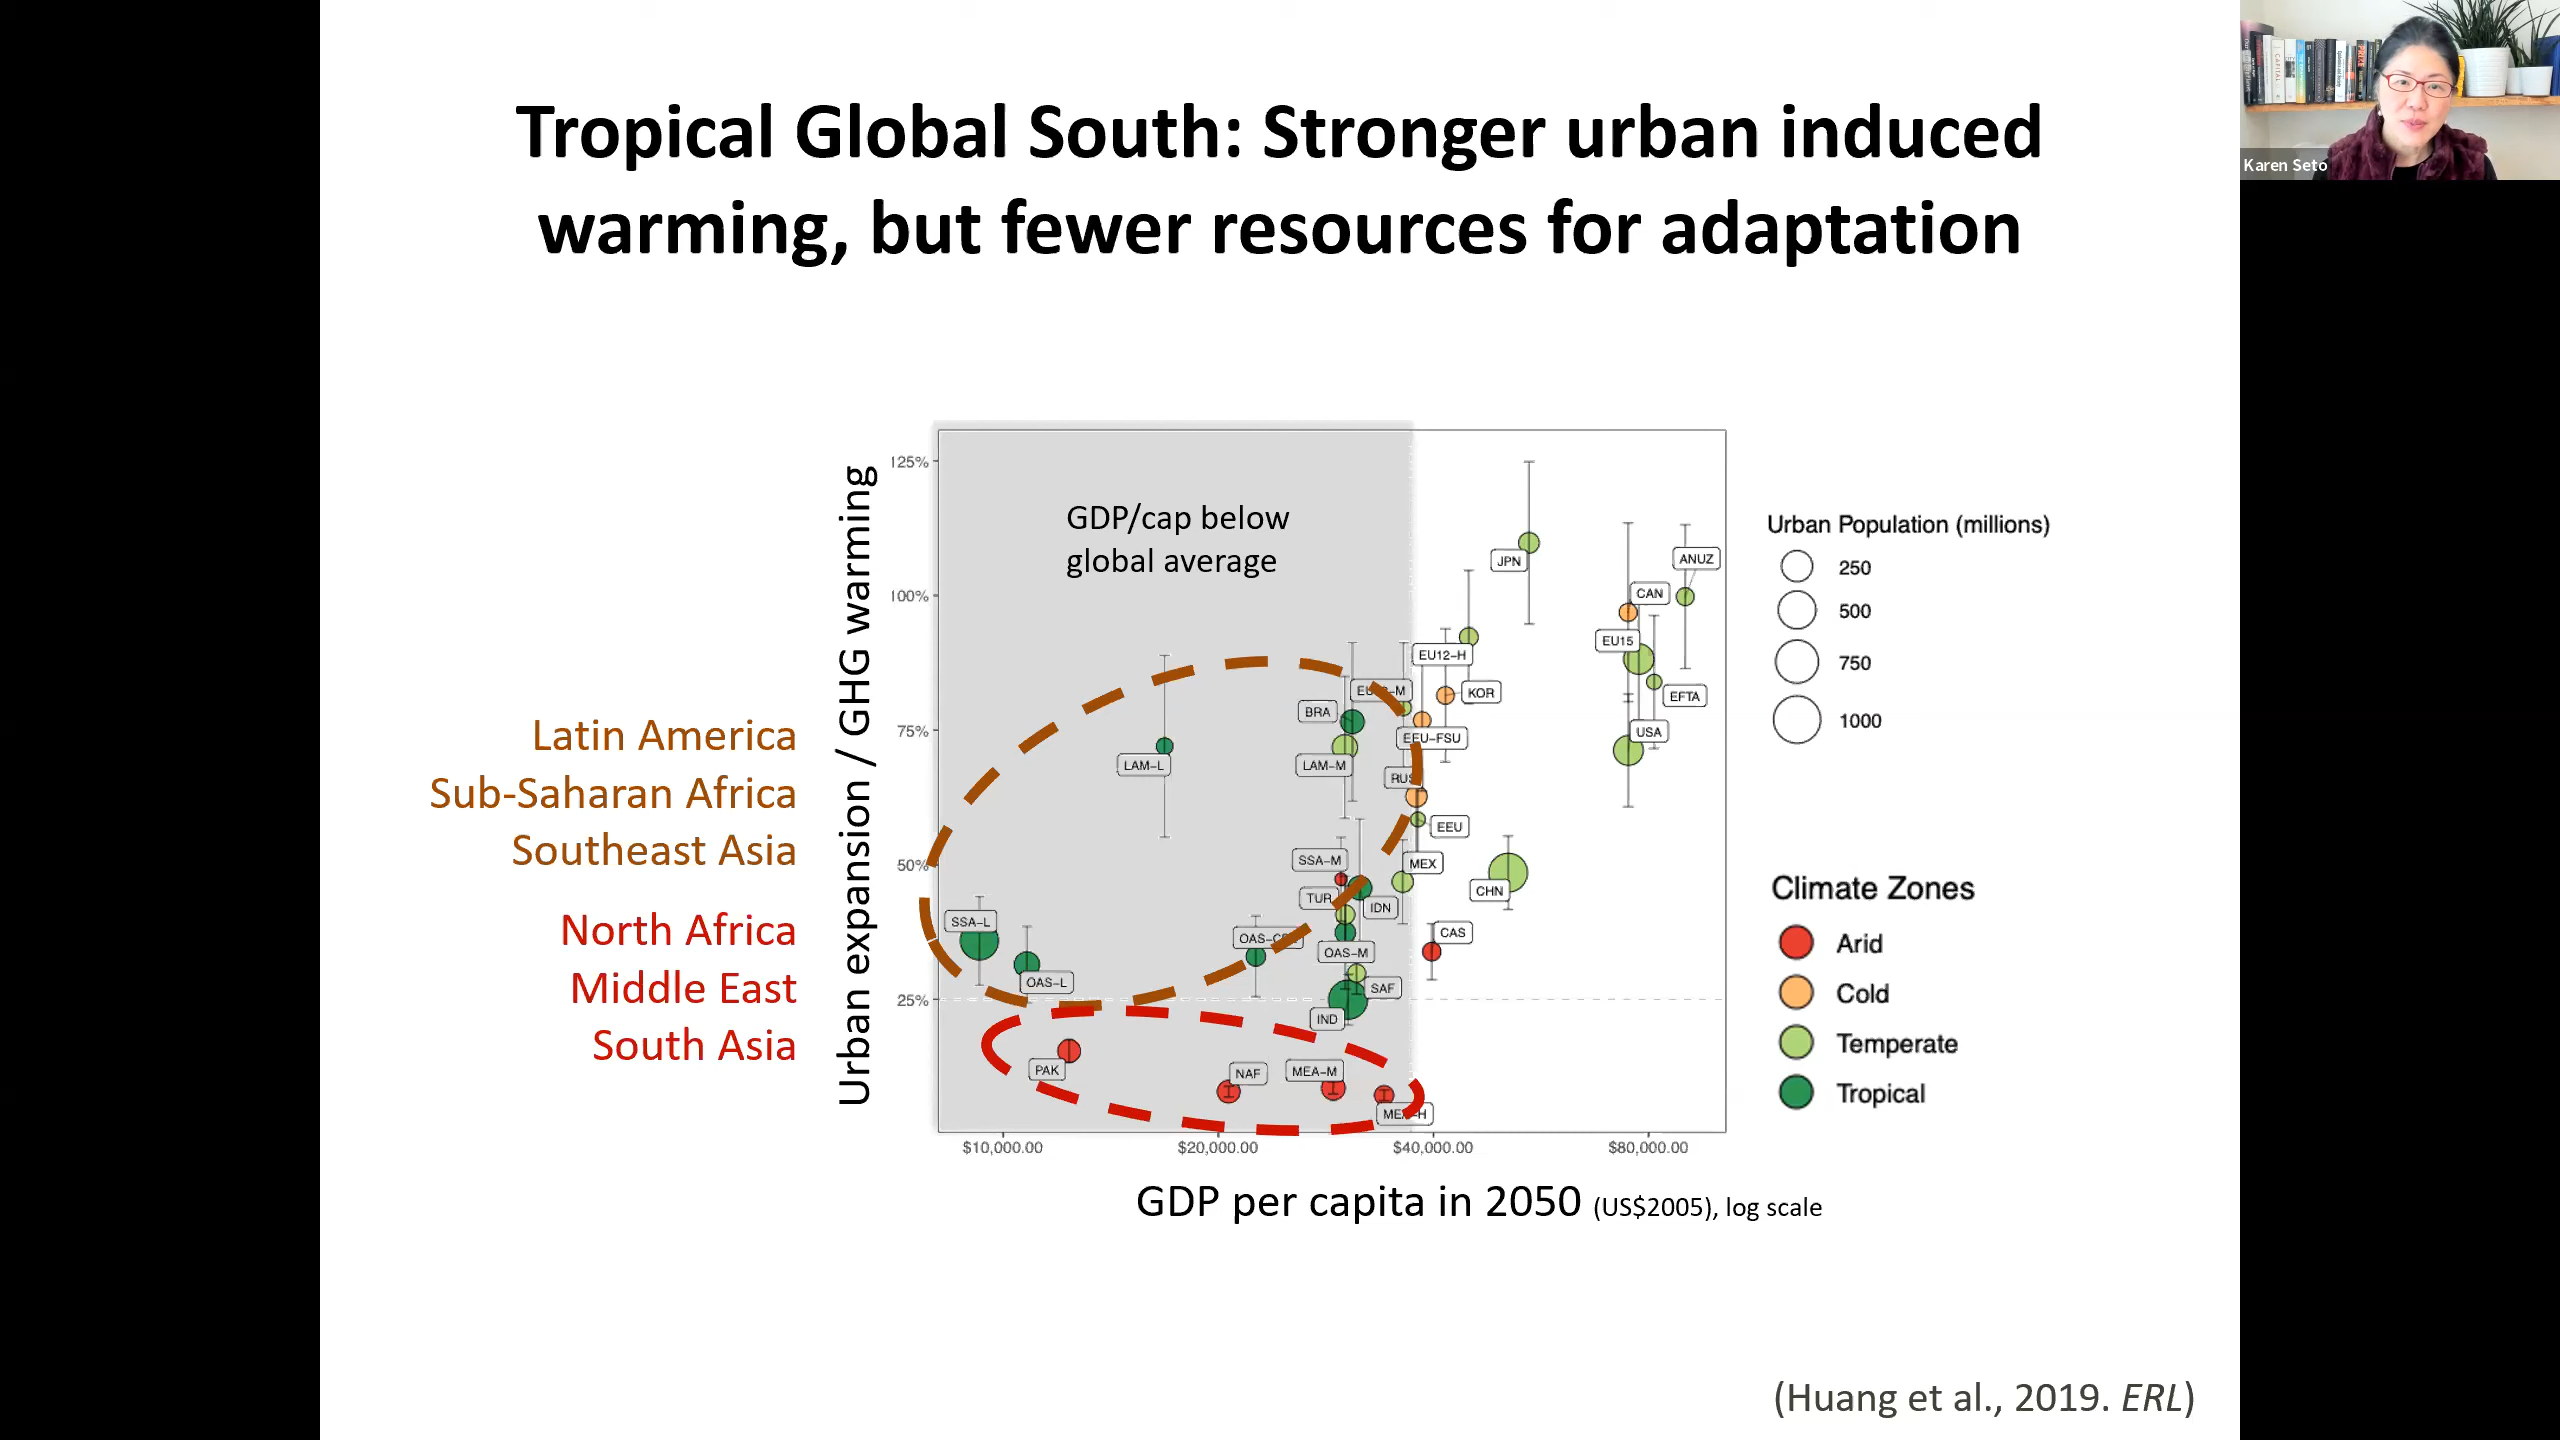 Karen Seto
Tropical Global South: Stronger urban induced
warming, but fewer resources for adaptation
Latin America
Sub-Saharan Africa
Southeast Asia
North Africa
Middle East
South Asia
Urban expansion / GHG warming
125%
100%
75%
50%
25%
GDP/cap below
global average
JPN
ANUZ
CAN
EU15
EU12-H
KOR
EFTA
BRA
USA
EEU-FSU
LAM-L
LAM-M
EEU
SSA-M
MEX
CHN
TUR
IDN
SSA-L
CAS
OAS-M
OAS-L
SAF
IND
PAK
NAF
MEA-M
$10,000.00
$20,000.00
$40,000.00
$80,000.00
GDP per capita in 2050 (US$2005), log scale
Urban Population (millions)
250
500
750
1000
Climate Zones
Arid
Cold
Temperate
Tropical
(Huang et al., 2019. ERL)
CAPITAL